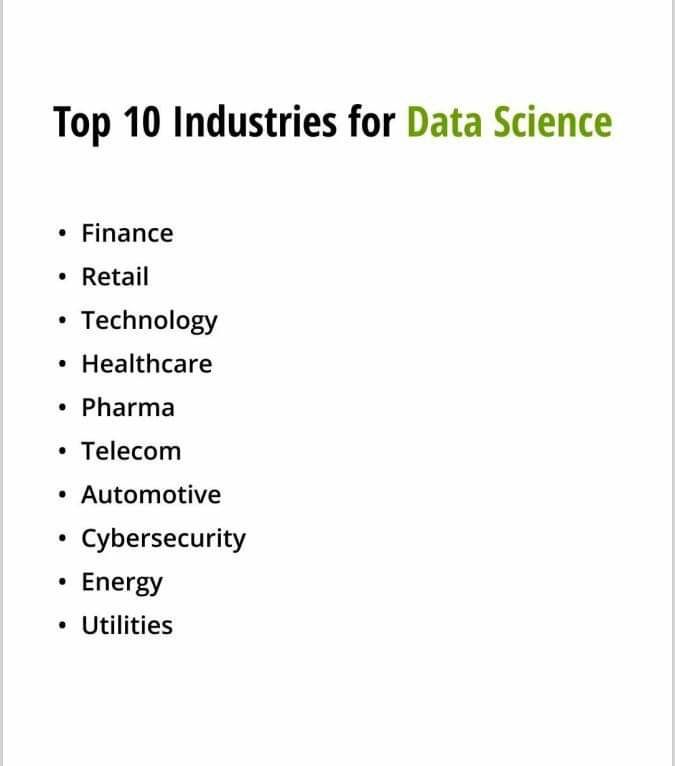 Top 10 Industries for Data Science
• Finance
• Retail
• Technology
• Healthcare
• Pharma
• Telecom
• Automotive
• Cybersecurity
• Energy
• Utilities